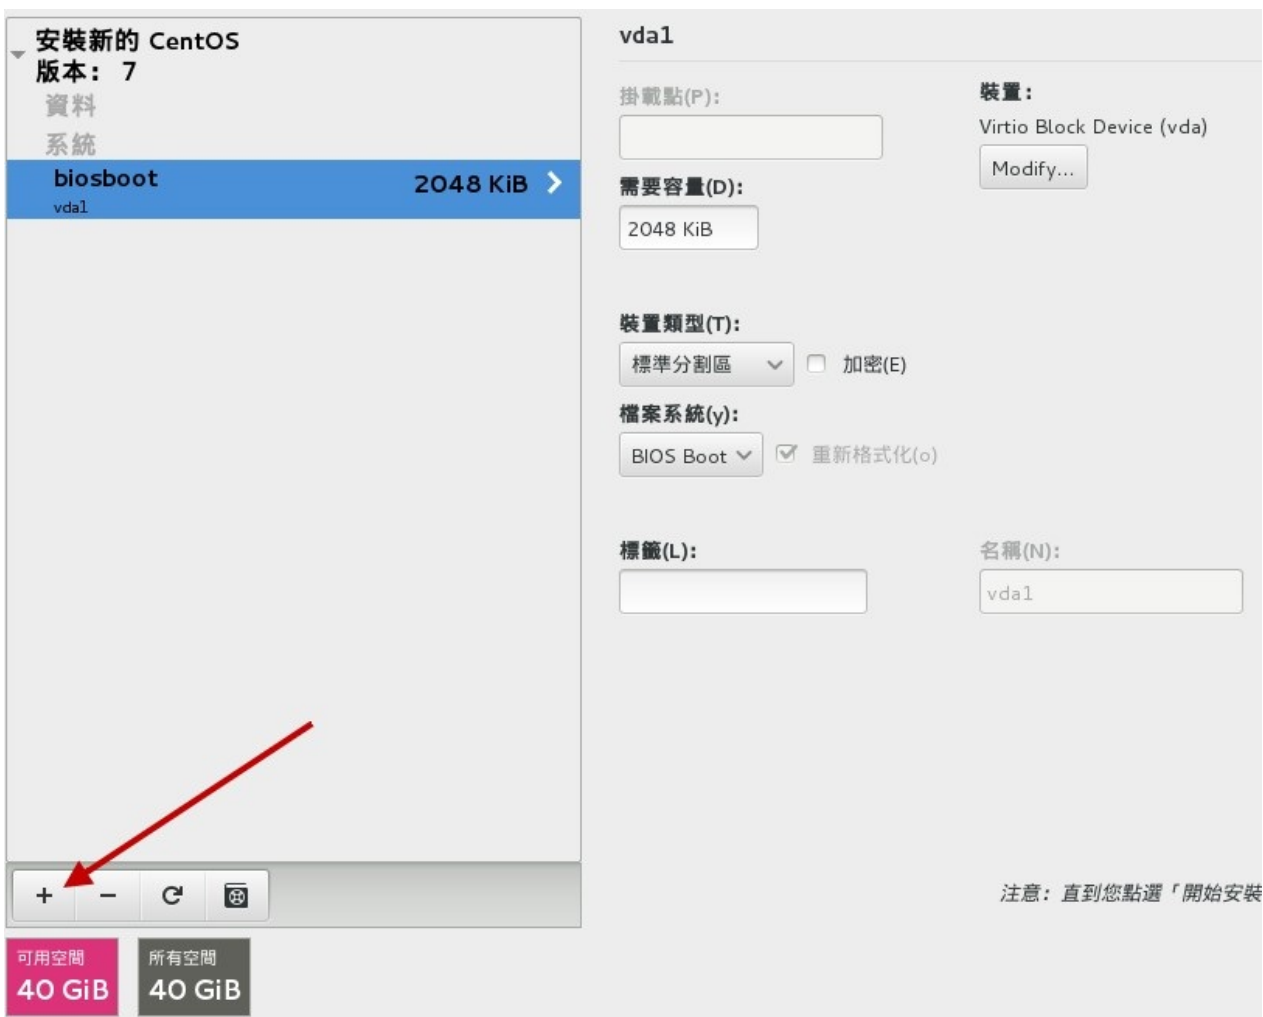 安裝新的 CentOS
版本: 7
資料
系統
biosboot 2048 KiB
vda1
+ −
可用空間
40 GiB
所有空間
40 GiB
vda1
掛載點(P):
裝置:
Virtio Block Device (vda)
Modify...
需要容量(D):
2048 KiB
裝置類型(T):
標準分割區 加密(E)
檔案系統(y):
BIOS Boot 重新格式化(o)
標籤(L):
名稱(N):
vda1
注意: 直到您點選「開始安裝